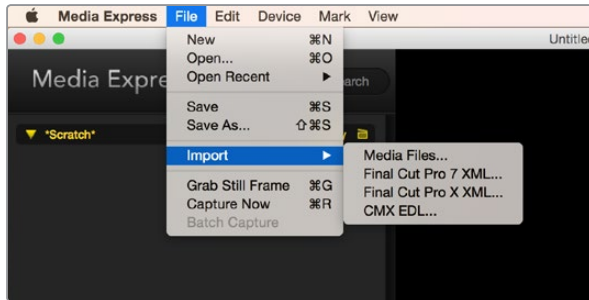 Media Express File Edit Device Mark View
Untitle
Media Expre
arch
*Scratch*
New ⌘N
Open... ⌘O
Open Recent ▶
Save ⌘S
Save As... ⇧⌘S
Import ▶
Grab Still Frame ⌘G
Capture Now ⌘R
Batch Capture
Media Files...
Final Cut Pro 7 XML...
Final Cut Pro X XML...
CMX EDL...